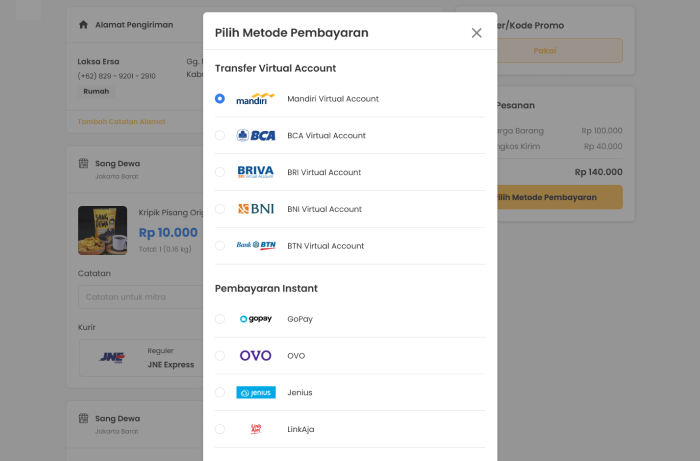 Alamat Pengiriman
Laksa Ersa
(+62) 829 - 9201 - 2910
Rumah
Gg.
Kabu
Tambah Catatan Alamat
Sang Dewa
Jakarta Barat
SANG DEWA
Kripik Pisang Orig
Rp 10.000
Total: 1 (0.16 kg)
Catatan
Catatan untuk mitra
Kurir
JNE
Reguler
JNE Express
Sang Dewa
Jakarta Barat
Pilih Metode Pembayaran
Transfer Virtual Account
mandiri Mandiri Virtual Account
BCA BCA Virtual Account
BRIVA BRI Virtual Account
BNI BNI Virtual Account
Bank BTN BTN Virtual Account
Pembayaran Instant
gopay GoPay
OVO OVO
jenius Jenius
LinkAja LinkAja
er/Kode Promo
Pakai
Pesanan
arga Barang Rp 100.000
ngkos Kirim Rp 40.000
Rp 140.000
ilih Metode Pembayaran